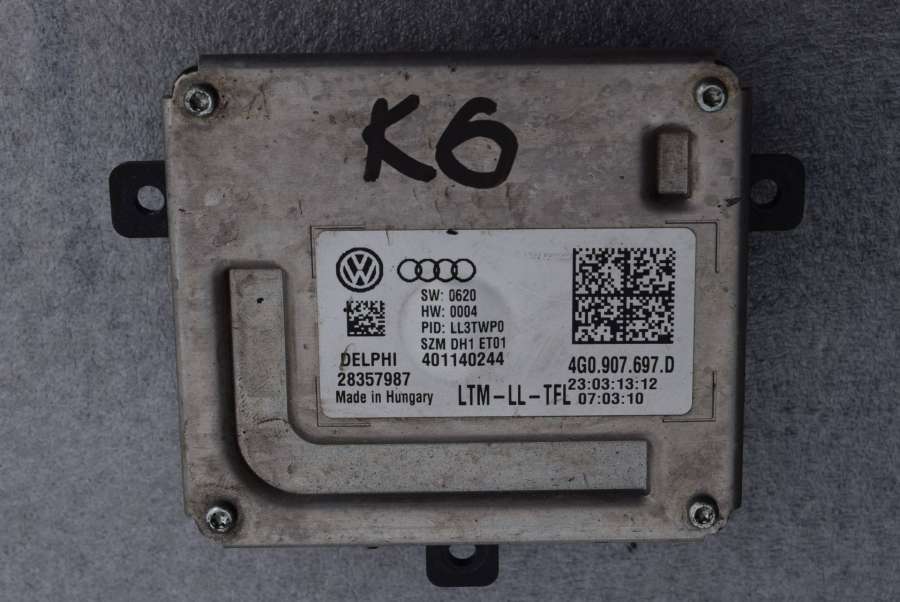 K6
SW: 0620
HW: 0004
PID: LL3TWP0
SZM DH1 ET01
DELPHI 401140244
28357987
Made in Hungary
LTM-LL-TFL
4G0.907.697.D
23:03:13:12
07:03:10